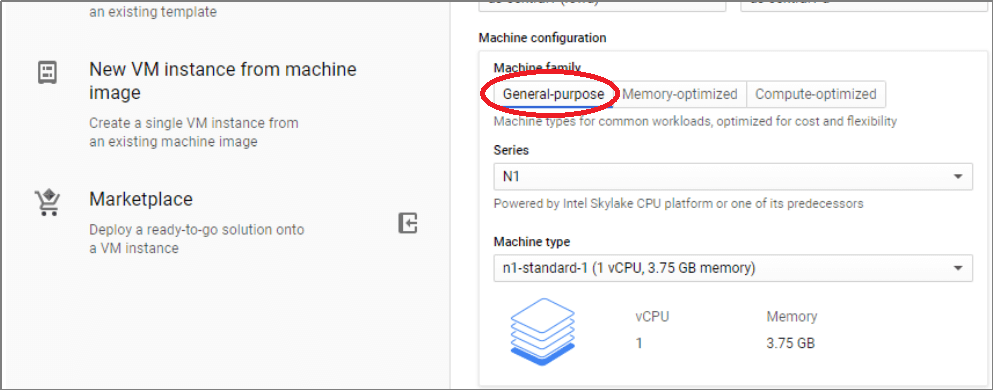 an existing template
New VM instance from machine
image
Create a single VM instance from
an existing machine image
Marketplace
Deploy a ready-to-go solution onto
a VM instance
Machine configuration
Machine family
General-purpose Memory-optimized Compute-optimized
Machine types for common workloads, optimized for cost and flexibility
Series
N1
Powered by Intel Skylake CPU platform or one of its predecessors
Machine type
n1-standard-1 (1 vCPU, 3.75 GB memory)
vCPU Memory
1 3.75 GB